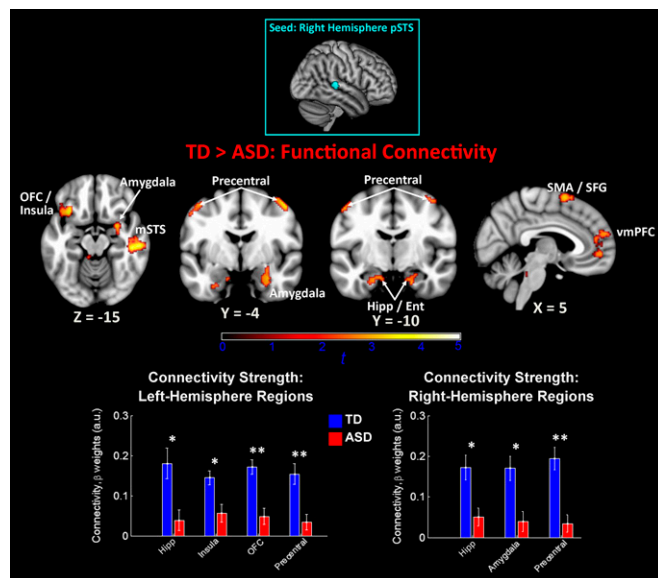 Seed: Right Hemisphere pSTS
TD > ASD: Functional Connectivity
OFC /
Insula
Amygdala
mSTS
Z = -15
Precentral
Amygdala
Y = -4
Precentral
Hipp / Ent
Y = -10
SMA / SFG
vmPFC
X = 5
0 1 2 3 4 5
t
Connectivity Strength:
Left-Hemisphere Regions
Connectivity, β weights (a.u.)
0.3
0.2
0.1
0
* * ** **
Hipp Insula OFC Precentral
TD
ASD
Connectivity Strength:
Right-Hemisphere Regions
Connectivity, β weights (a.u.)
0.3
0.2
0.1
0
* * **
Hipp Amygdala Precentral